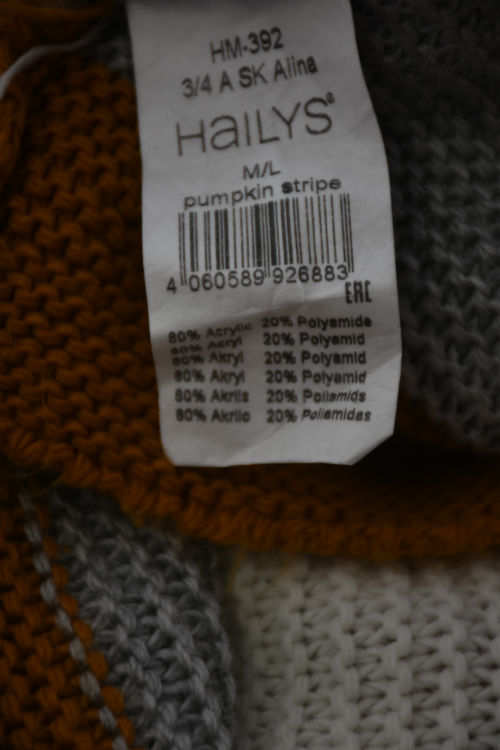 HM-392
3/4 A SK Alina
HaILYS®
M/L
pumpkin stripe
4 060589 926883
EAC
80% Acrylic 20% Polyamide
80% Acryl 20% Polyamid
80% Akryl 20% Polyamid
80% Akryl 20% Polyamid
80% Akrils 20% Poliamids
80% Akrilo 20% Poliamidas